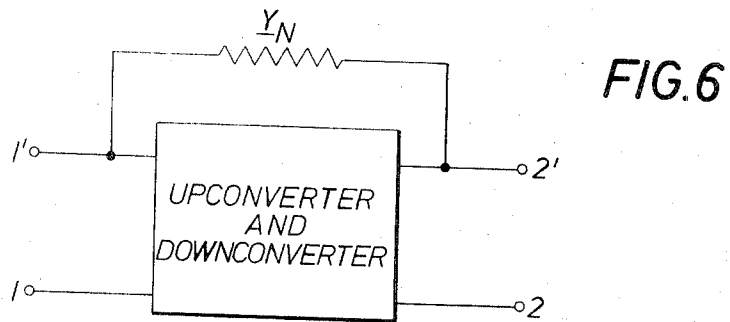 Y_N
FIG.6
1'
2'
UPCONVERTER
AND
DOWNCONVERTER
1
2